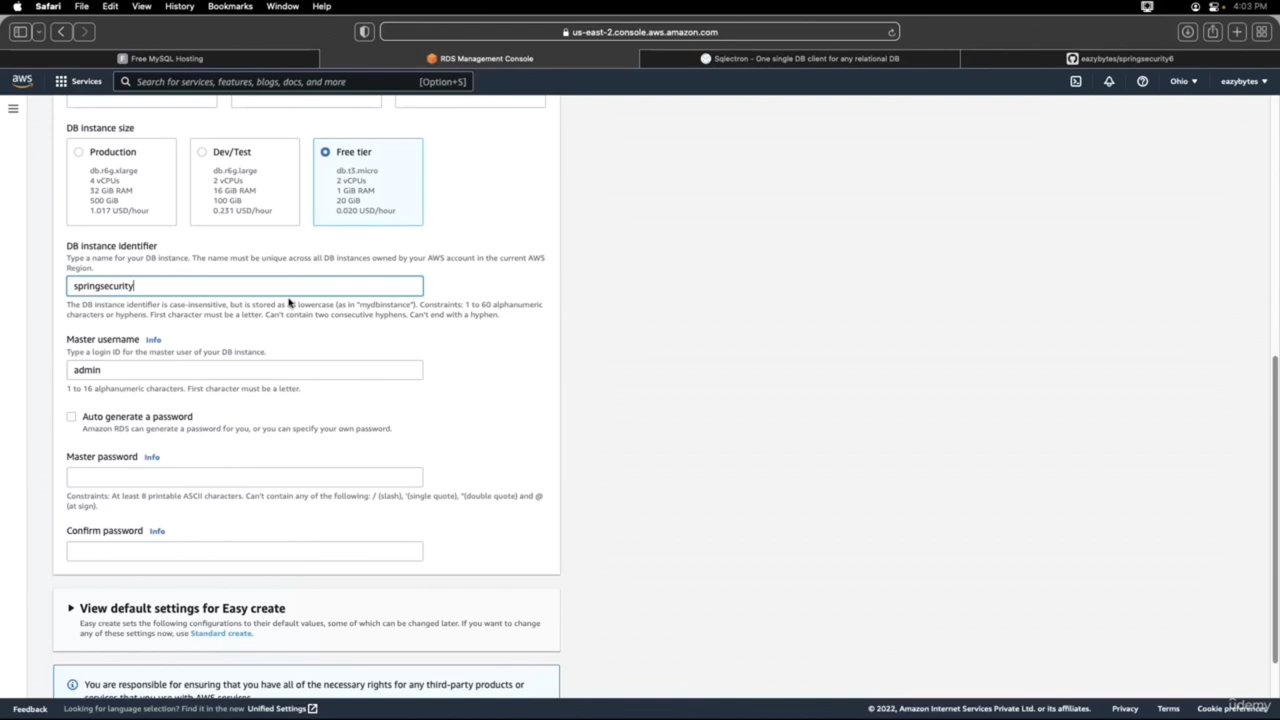 Safari File Edit View History Bookmarks Window Help 4:03 PM
us-east-2.console.aws.amazon.com
Free MySQL Hosting RDS Management Console Sqlectron - One single DB client for any relational DB eazybytes/springsecurity6
aws Services Search for services, features, blogs, docs, and more [Option+S] Ohio eazybytes
DB instance size
Production Dev/Test Free tier
db.r6g.xlarge db.r6g.large db.t3.micro
4 vCPUs 2 vCPUs 2 vCPUs
32 GiB RAM 16 GiB RAM 1 GiB RAM
500 GiB 100 GiB 20 GiB
1.017 USD/hour 0.231 USD/hour 0.020 USD/hour
DB instance identifier
Type a name for your DB instance. The name must be unique across all DB instances owned by your AWS account in the current AWS
Region.
springsecurity
The DB instance identifier is case-insensitive, but is stored as lowercase (as in "mydbinstance"). Constraints: 1 to 60 alphanumeric
characters or hyphens. First character must be a letter. Can't contain two consecutive hyphens. Can't end with a hyphen.
Master username Info
Type a login ID for the master user of your DB instance.
admin
1 to 16 alphanumeric characters. First character must be a letter.
Auto generate a password
Amazon RDS can generate a password for you, or you can specify your own password.
Master password Info
Constraints: At least 8 printable ASCII characters. Can't contain any of the following: / (slash), '(single quote), "(double quote) and @
(at sign).
Confirm password Info
View default settings for Easy create
Easy create sets the following configurations to their default values, some of which can be changed later. If you want to change
any of these settings now, use Standard create.
You are responsible for ensuring that you have all of the necessary rights for any third-party products or
services that you use with AWS services.
Feedback Looking for language selection? Find it in the new Unified Settings © 2022, Amazon Internet Services Private Ltd. or its affiliates. Privacy Terms Cookie preferences
udemy